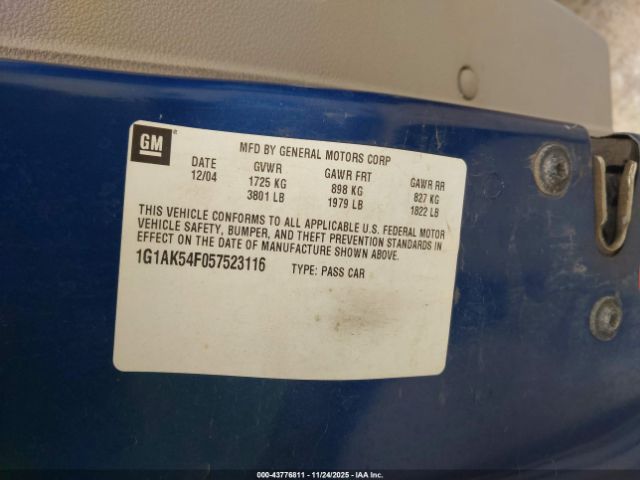 GM
MFD BY GENERAL MOTORS CORP
DATE GVWR GAWR FRT GAWR RR
12/04 1725 KG 898 KG 827 KG
3801 LB 1979 LB 1822 LB
THIS VEHICLE CONFORMS TO ALL APPLICABLE U.S. FEDERAL MOTOR
VEHICLE SAFETY, BUMPER, AND THEFT PREVENTION STANDARDS IN
EFFECT ON THE DATE OF MANUFACTURE SHOWN ABOVE.
1G1AK54F057523116 TYPE: PASS CAR
000-43776811 - 11/24/2025 - IAA Inc.